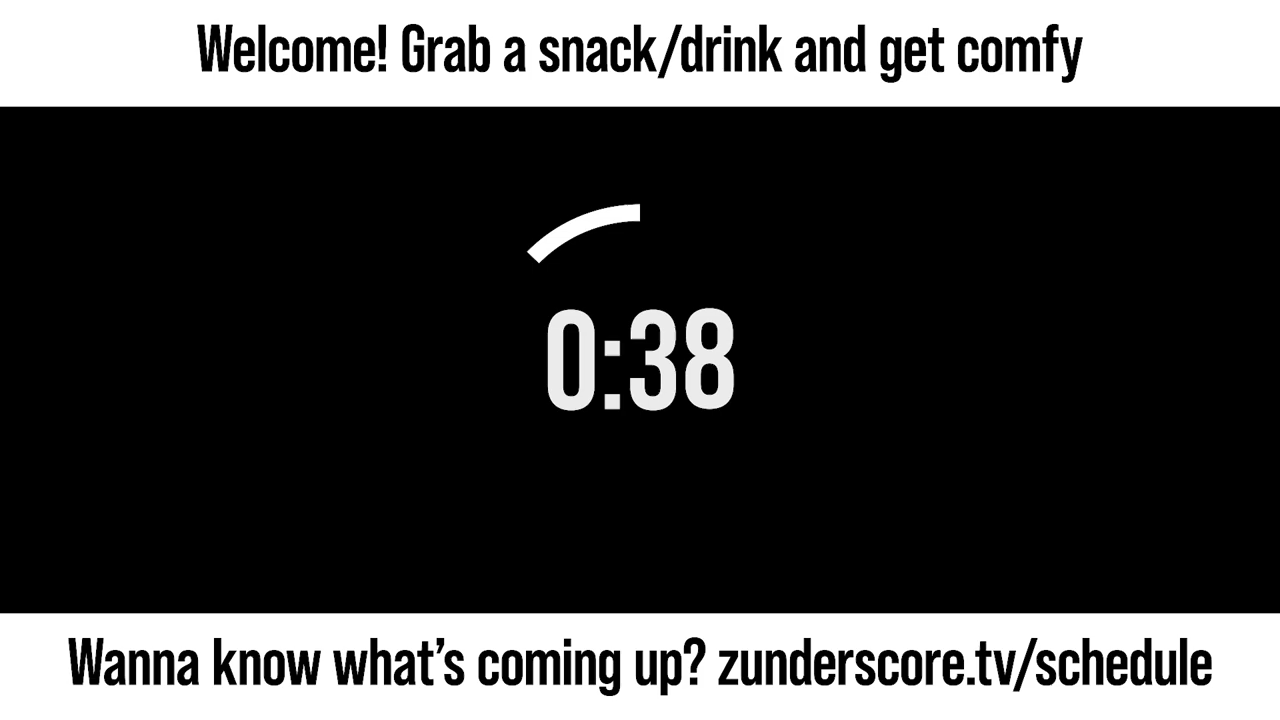 Welcome! Grab a snack/drink and get comfy
0:38
Wanna know what’s coming up? zunderscore.tv/schedule